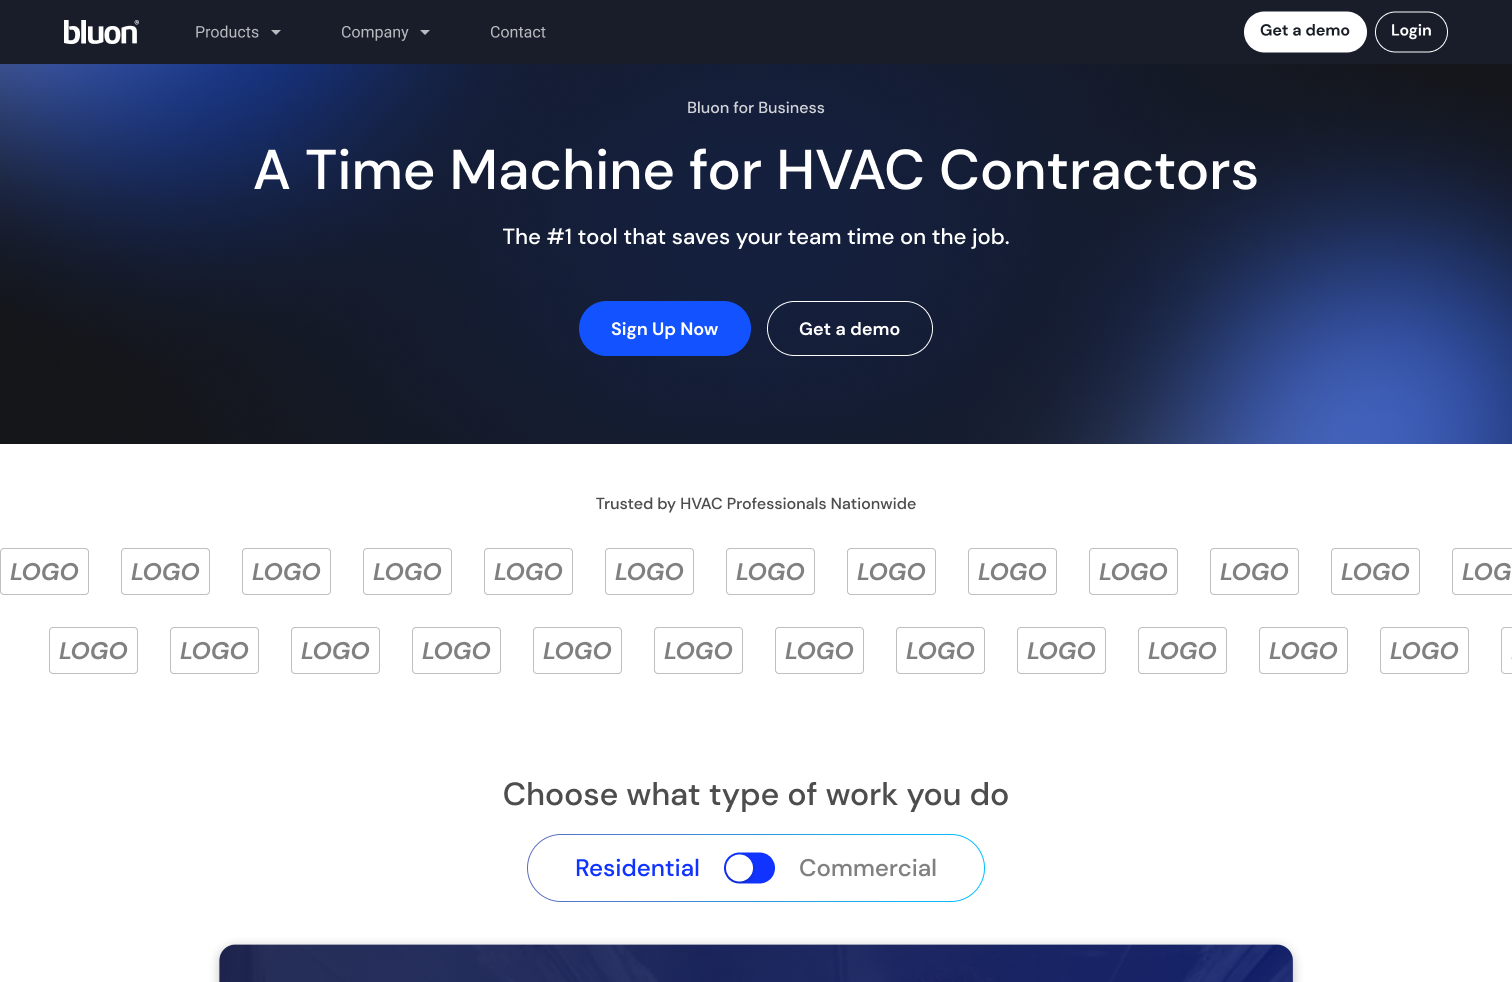 bluon®
Products
Company
Contact
Get a demo
Login
Bluon for Business
A Time Machine for HVAC Contractors
The #1 tool that saves your team time on the job.
Sign Up Now
Get a demo
Trusted by HVAC Professionals Nationwide
LOGO LOGO LOGO LOGO LOGO LOGO LOGO LOGO LOGO LOGO LOGO LOGO LOG
LOGO LOGO LOGO LOGO LOGO LOGO LOGO LOGO LOGO LOGO LOGO LOGO
Choose what type of work you do
Residential
Commercial